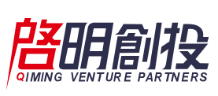 啓明創投
QIMING VENTURE PARTNERS